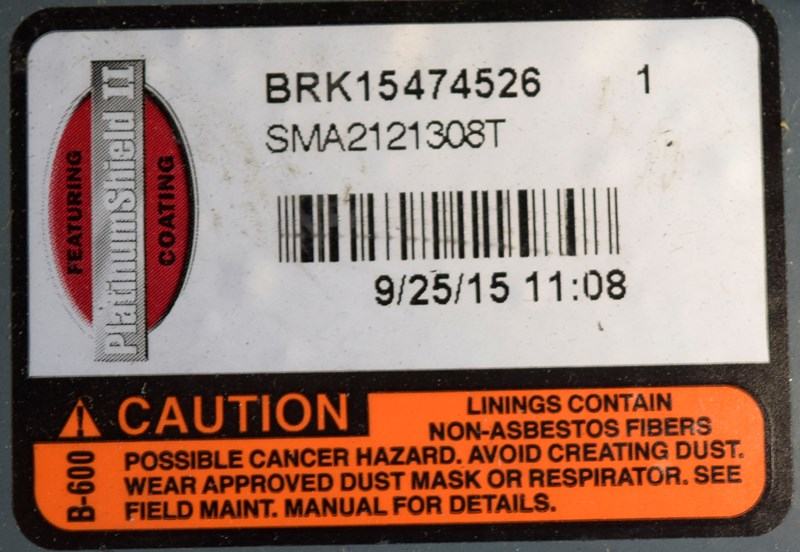 BRK15474526 1
SMA2121308T
FEATURING
PlatinumShield II
COATING
9/25/15 11:08
CAUTION
LININGS CONTAIN
NON-ASBESTOS FIBERS
B-600
POSSIBLE CANCER HAZARD. AVOID CREATING DUST.
WEAR APPROVED DUST MASK OR RESPIRATOR. SEE
FIELD MAINT. MANUAL FOR DETAILS.